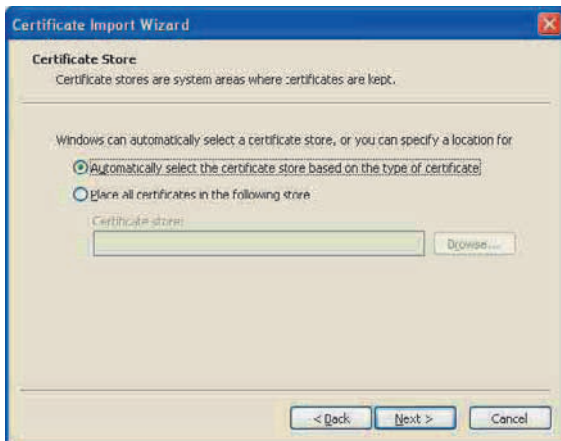 Certificate Import Wizard
Certificate Store
Certificate stores are system areas where certificates are kept.
Windows can automatically select a certificate store, or you can specify a location for
Automatically select the certificate store based on the type of certificate
Place all certificates in the following store
Certificate store:
Browse...
< Back
Next >
Cancel